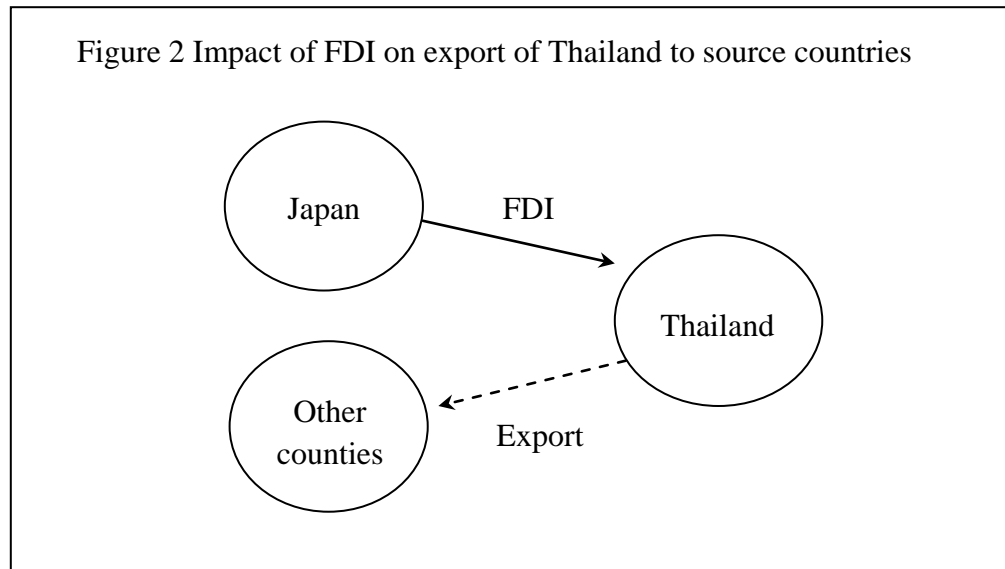 Figure 2 Impact of FDI on export of Thailand to source countries
Japan
FDI
Thailand
Other
counties
Export